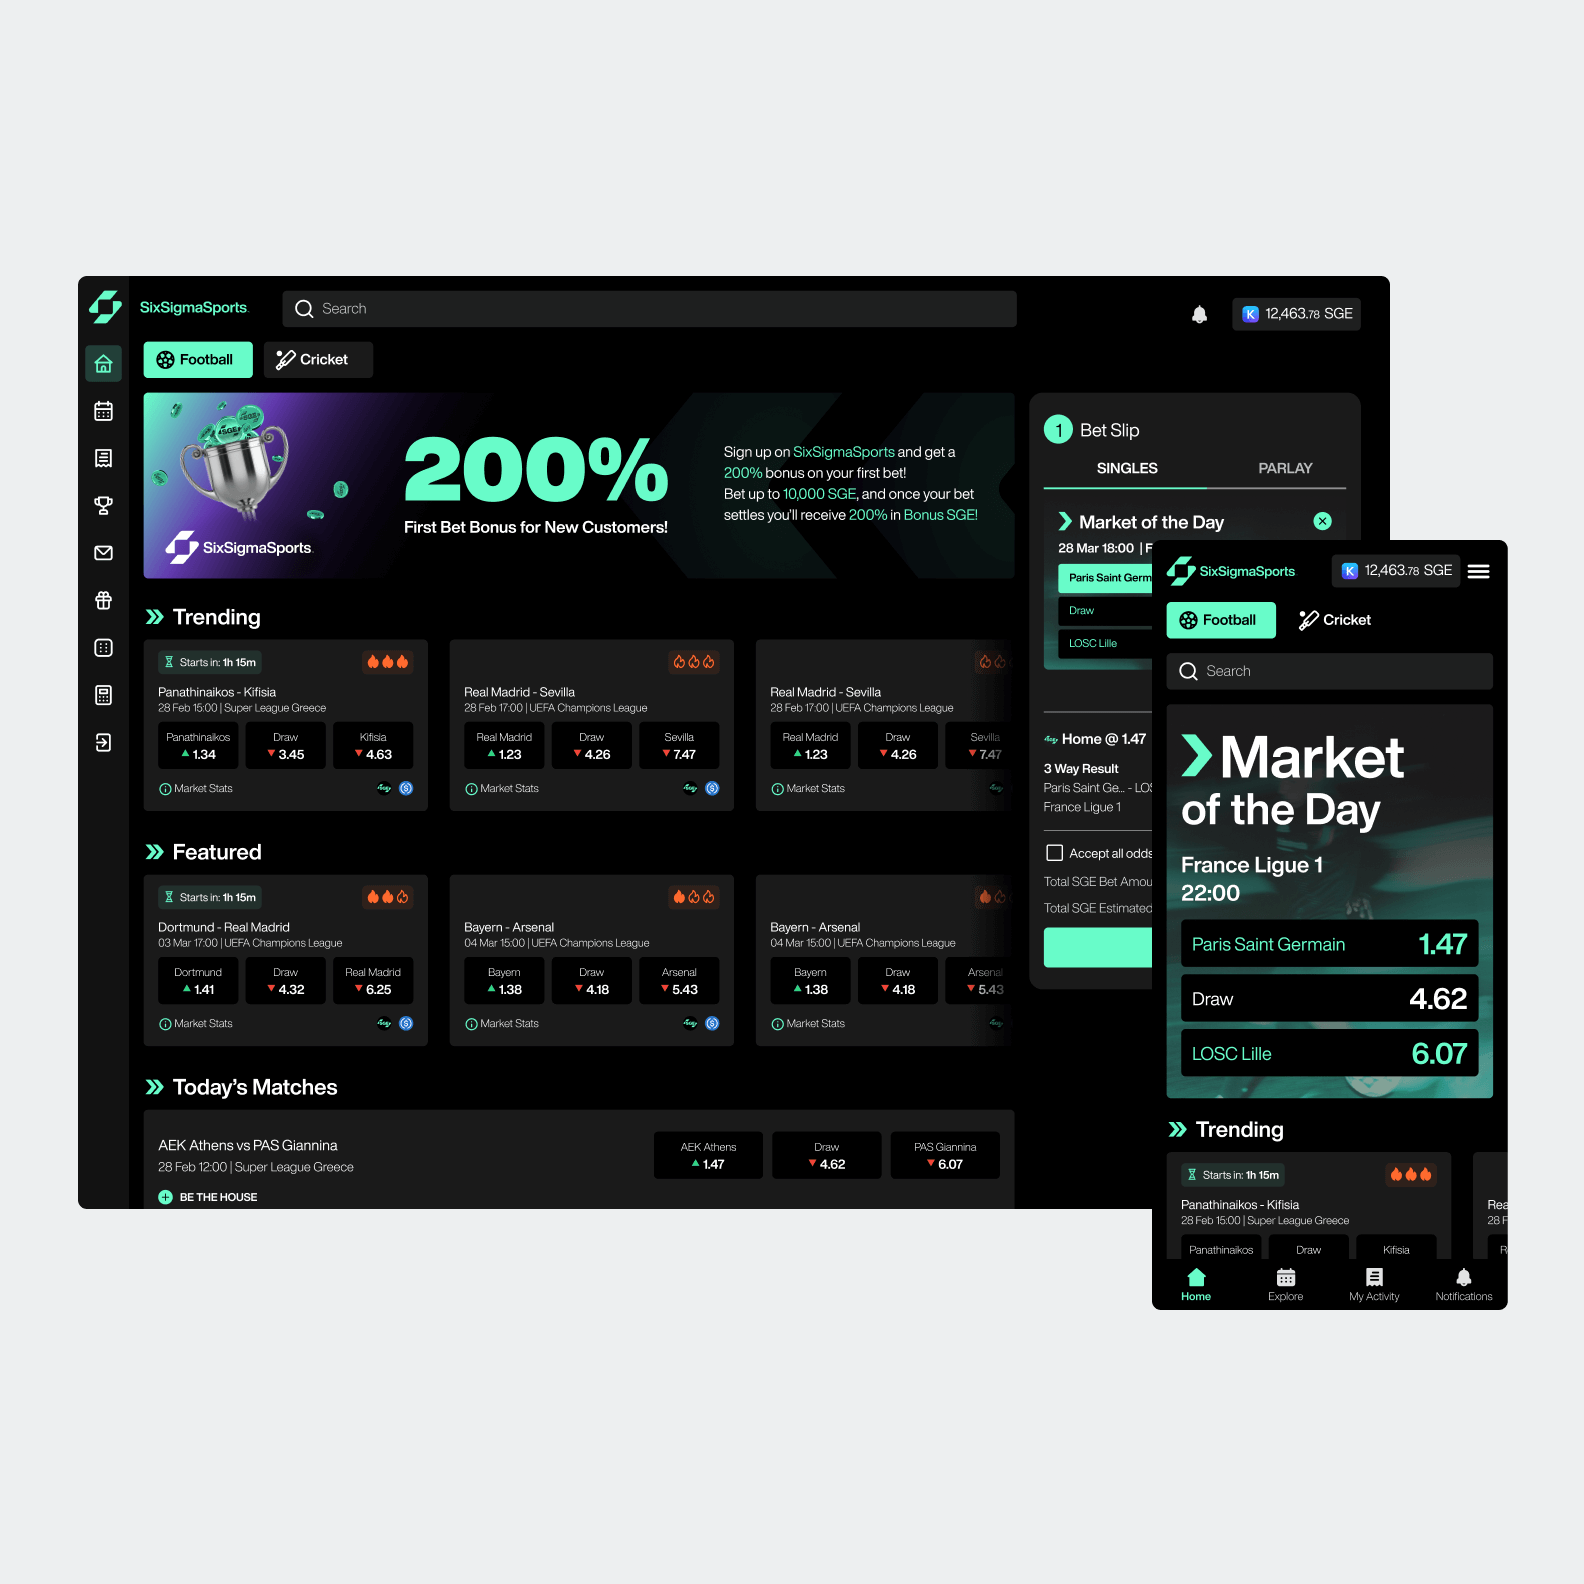 SixSigmaSports
Search
12,463.78 SGE
Football
Cricket
SGE
SixSigmaSports
200%
First Bet Bonus for New Customers!
Sign up on SixSigmaSports and get a
200% bonus on your first bet!
Bet up to 10,000 SGE, and once your bet
settles you'll receive 200% in Bonus SGE!
Trending
Starts in: 1h 15m
Panathinaikos - Kifisia
28 Feb 15:00 | Super League Greece
Panathinaikos
1.34
Draw
3.45
Kifisia
4.63
Market Stats
Real Madrid - Sevilla
28 Feb 17:00 | UEFA Champions League
Real Madrid
1.23
Draw
4.26
Sevilla
7.47
Market Stats
Real Madrid - Sevilla
28 Feb 17:00 | UEFA Champions League
Real Madrid
1.23
Draw
4.26
Sevilla
7.47
Market Stats
Featured
Starts in: 1h 15m
Dortmund - Real Madrid
03 Mar 17:00 | UEFA Champions League
Dortmund
1.41
Draw
4.32
Real Madrid
6.25
Market Stats
Bayern - Arsenal
04 Mar 15:00 | UEFA Champions League
Bayern
1.38
Draw
4.18
Arsenal
5.43
Market Stats
Bayern - Arsenal
04 Mar 15:00 | UEFA Champions League
Bayern
1.38
Draw
4.18
Arsenal
5.43
Market Stats
Today's Matches
AEK Athens vs PAS Giannina
28 Feb 12:00 | Super League Greece
AEK Athens
1.47
Draw
4.62
PAS Giannina
6.07
BE THE HOUSE
1 Bet Slip
SINGLES
PARLAY
Market of the Day
28 Mar 18:00 | F
Paris Saint Germ
Draw
LOSC Lille
Home @ 1.47
3 Way Result
Paris Saint Ge... - LOS
France Ligue 1
Accept all odds
Total SGE Bet Amou
Total SGE Estimated
SixSigmaSports
12,463.78 SGE
Football
Cricket
Search
Market
of the Day
France Ligue 1
22:00
Paris Saint Germain 1.47
Draw 4.62
LOSC Lille 6.07
Trending
Starts in: 1h 15m
Panathinaikos - Kifisia
28 Feb 15:00 | Super League Greece
Panathinaikos
Draw
Kifisia
Rea
28 F
R
Home
Explore
My Activity
Notifications